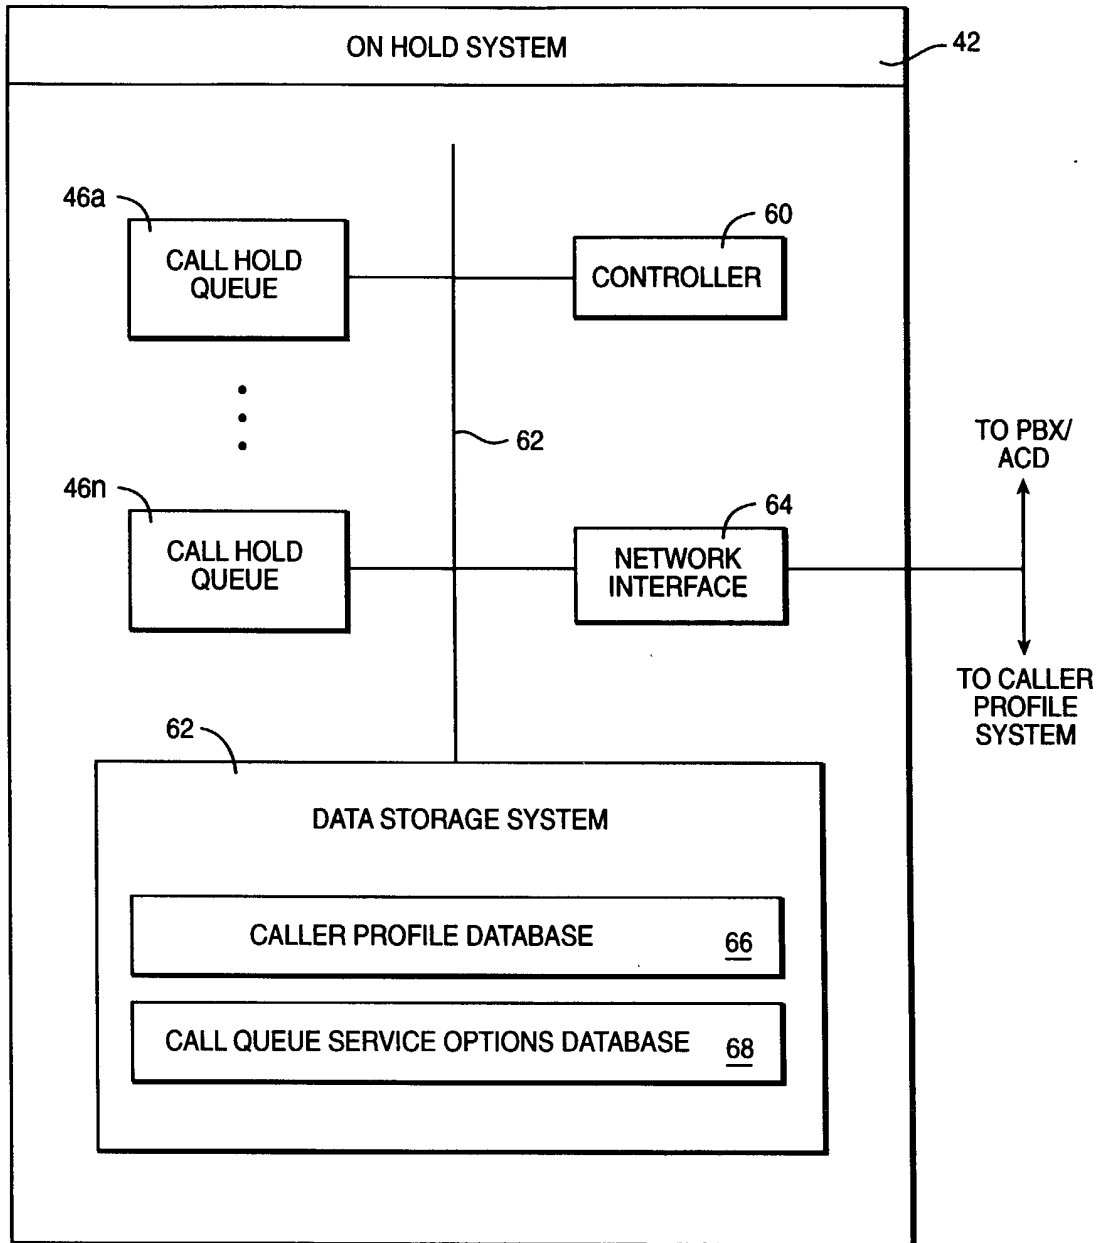 ON HOLD SYSTEM
42
46a
CALL HOLD
QUEUE
60
CONTROLLER
62
TO PBX/
ACD
46n
CALL HOLD
QUEUE
64
NETWORK
INTERFACE
TO CALLER
PROFILE
SYSTEM
62
DATA STORAGE SYSTEM
CALLER PROFILE DATABASE 66
CALL QUEUE SERVICE OPTIONS DATABASE 68